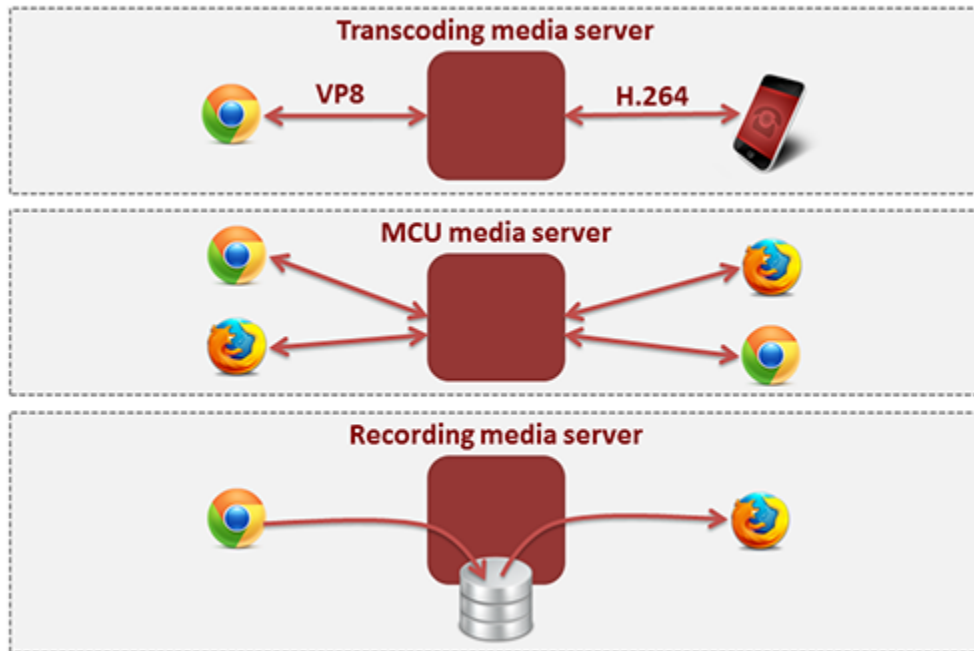 Transcoding media server
VP8
H.264
MCU media server
Recording media server